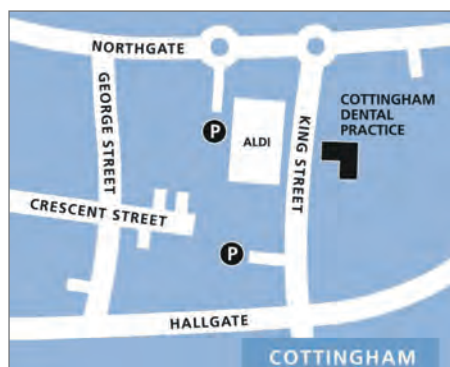 NORTHGATE
GEORGE STREET
P
ALDI
KING STREET
COTTINGHAM
DENTAL
PRACTICE
CRESCENT STREET
P
HALLGATE
COTTINGHAM